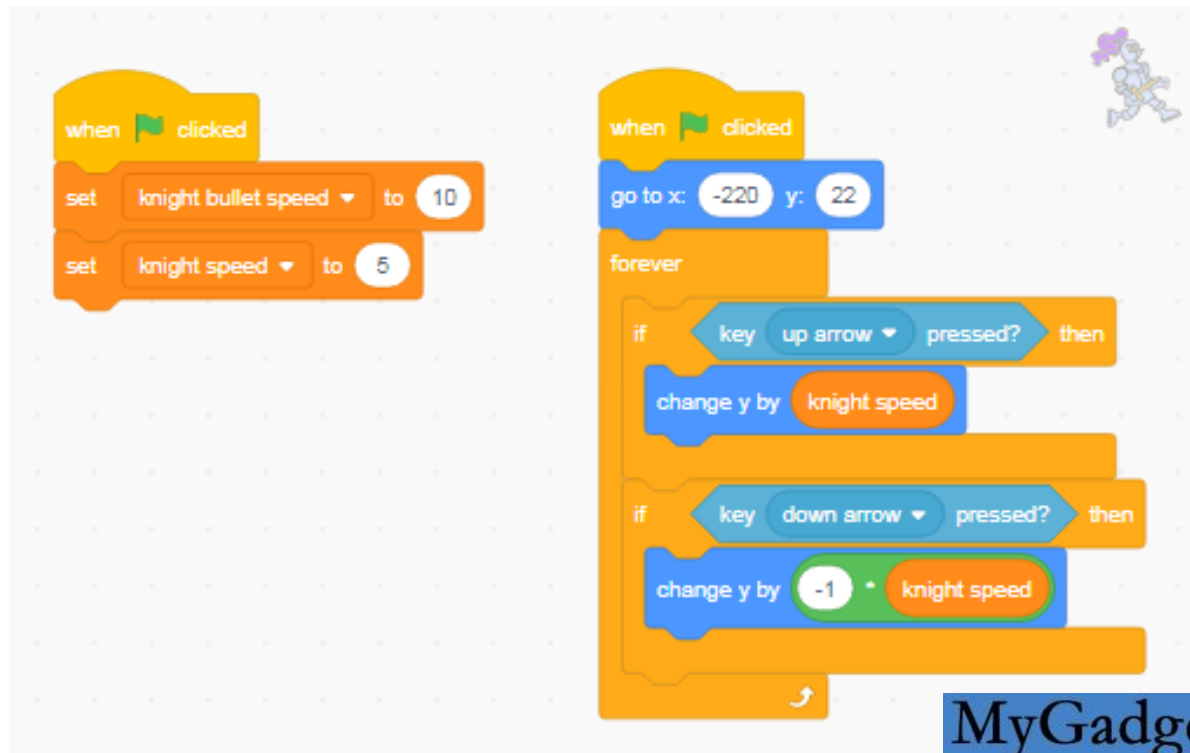 when clicked
set knight bullet speed to 10
set knight speed to 5
when clicked
go to x: -220 y: 22
forever
if key up arrow pressed? then
change y by knight speed
if key down arrow pressed? then
change y by -1 * knight speed
MyGadg